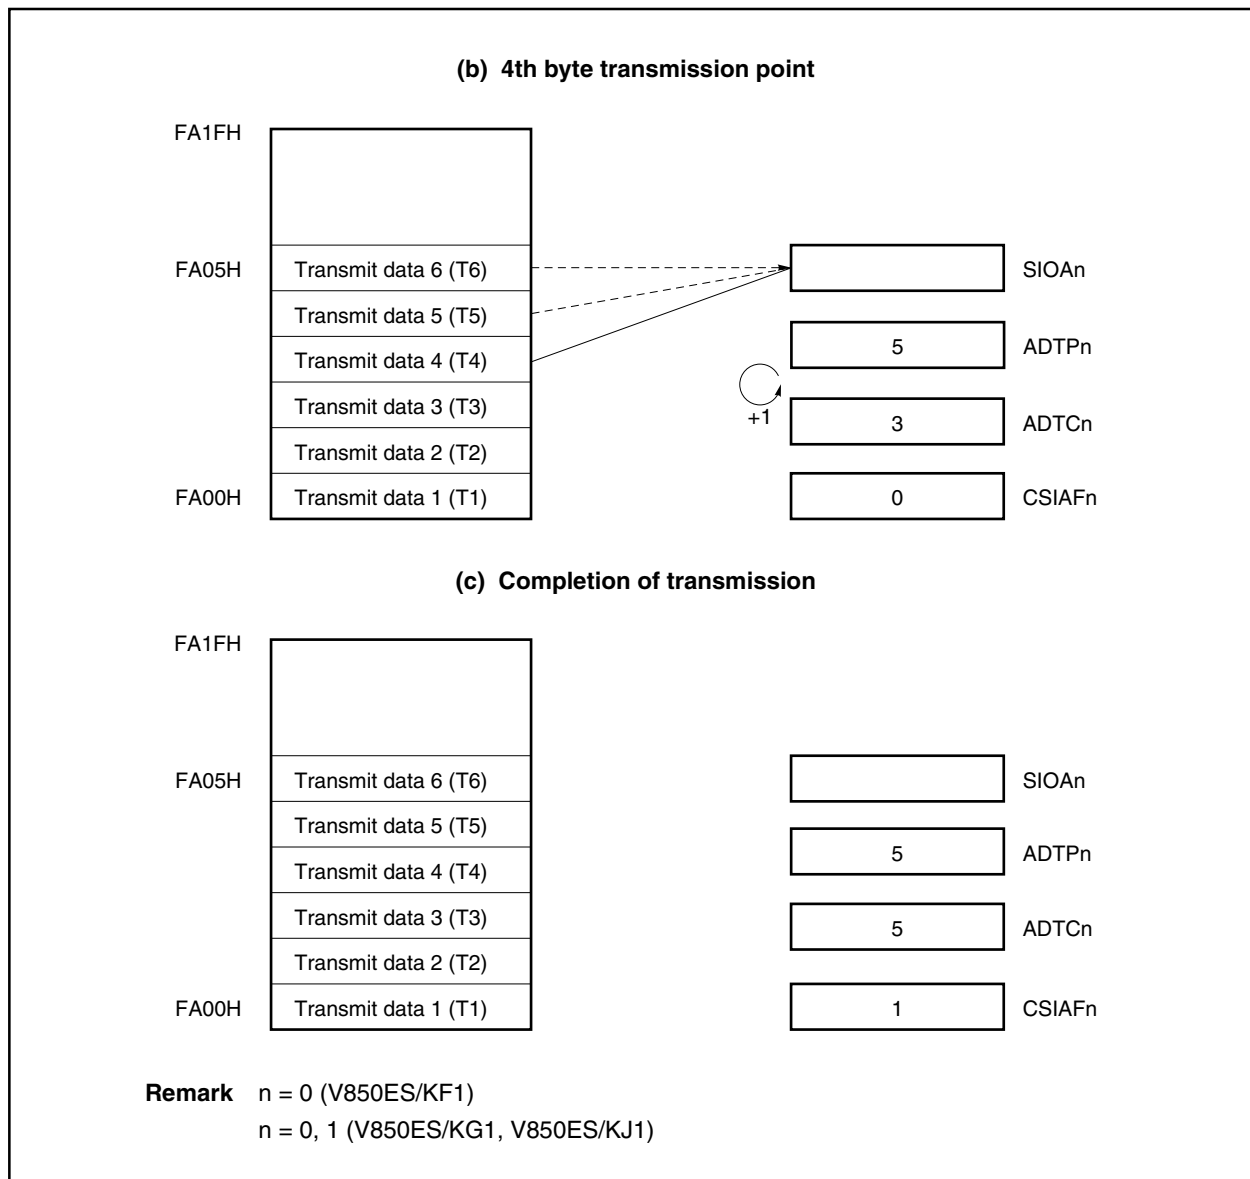 (b) 4th byte transmission point
FA1FH
FA05H Transmit data 6 (T6) SIOAn
Transmit data 5 (T5)
5 ADTPn
Transmit data 4 (T4)
Transmit data 3 (T3)
+1 3 ADTCn
Transmit data 2 (T2)
FA00H Transmit data 1 (T1) 0 CSIAFn
(c) Completion of transmission
FA1FH
FA05H Transmit data 6 (T6) SIOAn
Transmit data 5 (T5)
5 ADTPn
Transmit data 4 (T4)
Transmit data 3 (T3)
5 ADTCn
Transmit data 2 (T2)
FA00H Transmit data 1 (T1) 1 CSIAFn
Remark n = 0 (V850ES/KF1)
n = 0, 1 (V850ES/KG1, V850ES/KJ1)